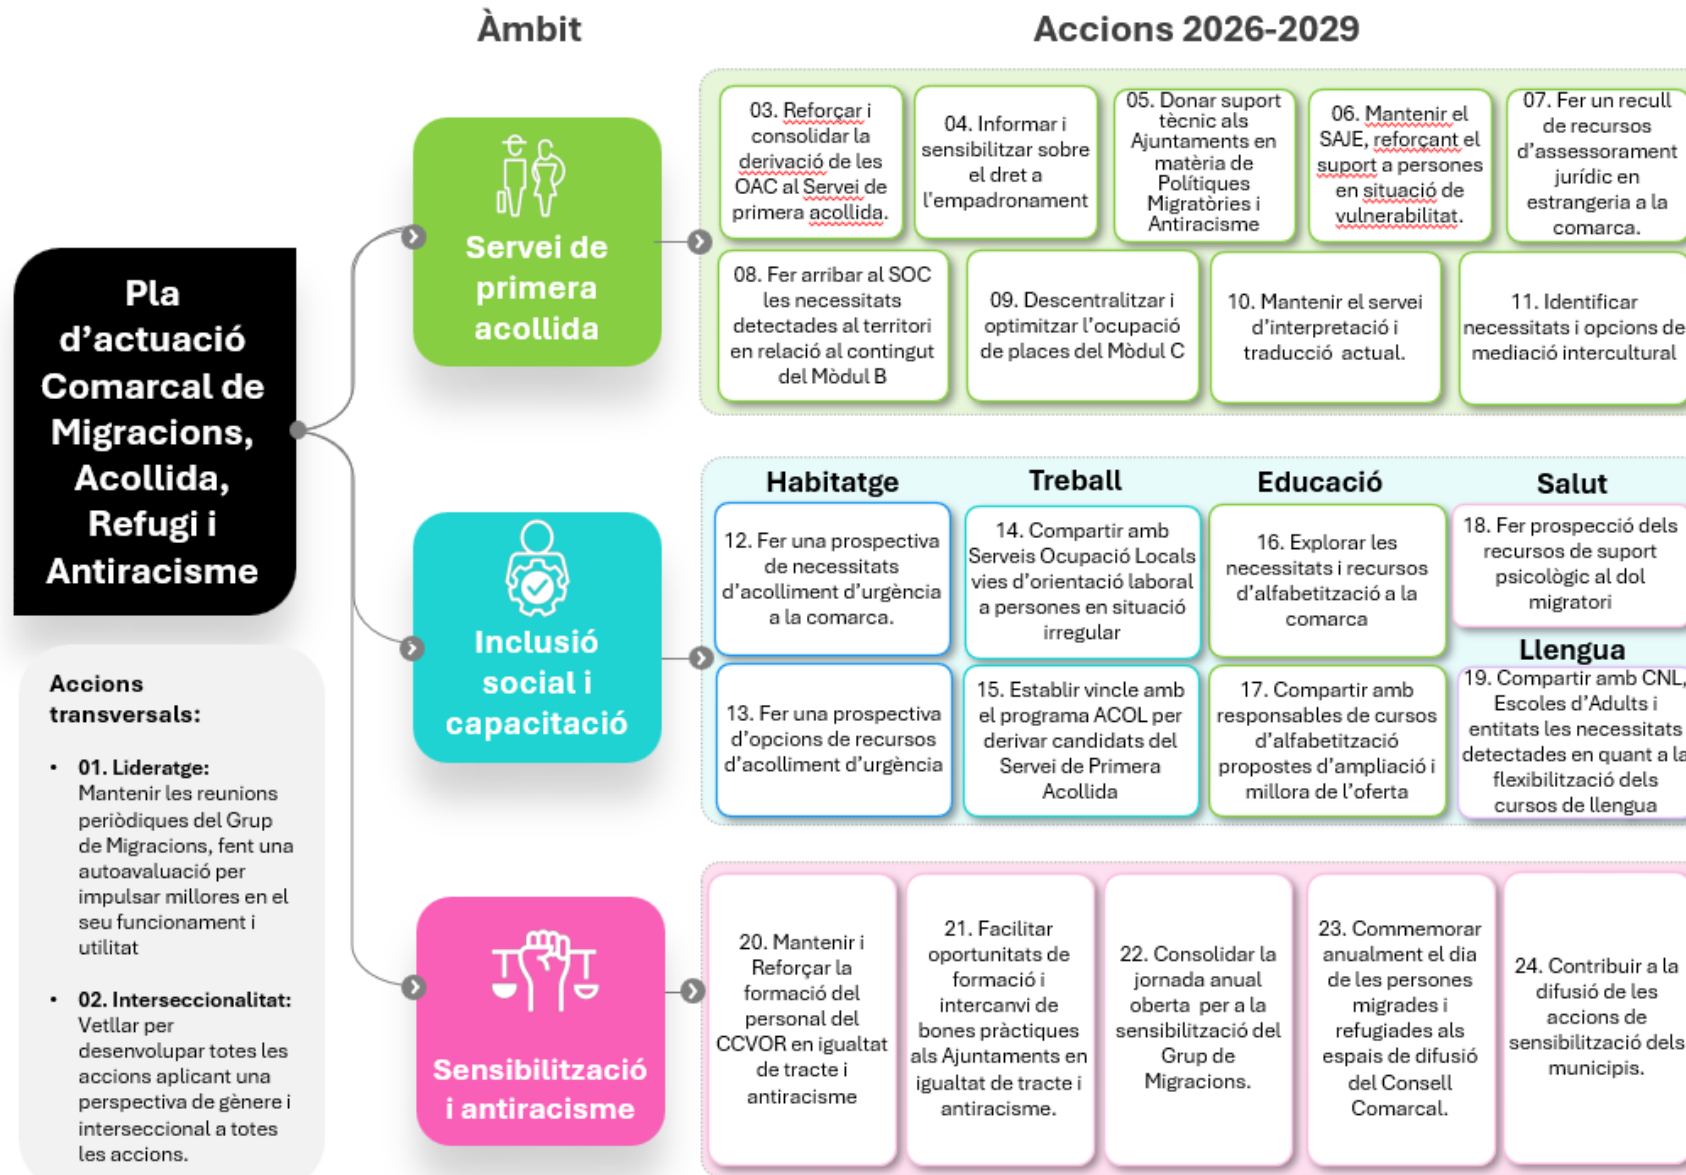 Àmbit
Accions 2026-2029
Pla
d’actuació
Comarcal de
Migracions,
Acollida,
Refugi i
Antiracisme
Accions
transversals:
• 01. Lideratge:
Mantenir les reunions
periòdiques del Grup
de Migracions, fent una
autoavaluació per
impulsar millores en el
seu funcionament i
utilitat
• 02. Interseccionalitat:
Vetllar per
desenvolupar totes les
accions aplicant una
perspectiva de gènere i
interseccional a totes
les accions.
Servei de
primera
acollida
03. Reforçar i
consolidar la
derivació de les
OAC al Servei de
primera acollida.
04. Informar i
sensibilitzar sobre
el dret a
l'empadronament
05. Donar suport
tècnic als
Ajuntaments en
matèria de
Polítiques
Migratòries i
Antiracisme
06. Mantenir el
SAJE, reforçant el
suport a persones
en situació de
vulnerabilitat.
07. Fer un recull
de recursos
d’assessorament
jurídic en
estrangeria a la
comarca.
08. Fer arribar al SOC
les necessitats
detectades al territori
en relació al contingut
del Mòdul B
09. Descentralitzar i
optimitzar l’ocupació
de places del Mòdul C
10. Mantenir el servei
d’interpretació i
traducció actual.
11. Identificar
necessitats i opcions de
mediació intercultural
Inclusió
social i
capacitació
Habitatge
12. Fer una prospectiva
de necessitats
d’acolliment d’urgència
a la comarca.
13. Fer una prospectiva
d’opcions de recursos
d’acolliment d’urgència
Treball
14. Compartir amb
Serveis Ocupació Locals
vies d’orientació laboral
a persones en situació
irregular
15. Establir vincle amb
el programa ACOL per
derivar candidats del
Servei de Primera
Acollida
Educació
16. Explorar les
necessitats i recursos
d’alfabetització a la
comarca
17. Compartir amb
responsables de cursos
d’alfabetització
propostes d’ampliació i
millora de l’oferta
Salut
18. Fer prospecció dels
recursos de suport
psicològic al dol
migratori
Llengua
19. Compartir amb CNL,
Escoles d’Adults i
entitats les necessitats
detectades en quant a la
flexibilització dels
cursos de llengua
Sensibilització
i antiracisme
20. Mantenir i
Reforçar la
formació del
personal del
CCVOR en igualtat
de tracte i
antiracisme
21. Facilitar
oportunitats de
formació i
intercanvi de
bones pràctiques
als Ajuntaments en
igualtat de tracte i
antiracisme.
22. Consolidar la
jornada anual
oberta per a la
sensibilització del
Grup de
Migracions.
23. Commemorar
anualment el dia
de les persones
migrades i
refugiades als
espais de difusió
del Consell
Comarcal.
24. Contribuir a la
difusió de les
accions de
sensibilització dels
municipis.